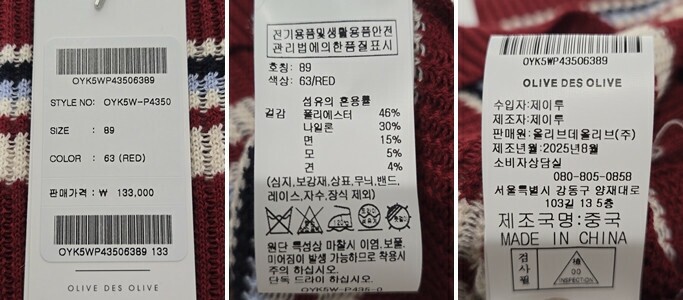 OYK5WP43506389
STYLE NO: OYK5W-P4350
SIZE : 89
COLOR : 63 (RED)
판매가격 : ₩ 133,000
OYK5WP43506389 133
OLIVE DES OLIVE
전기용품및생활용품안전
관리법에의한품질표시
호칭: 89
색상: 63/RED
섬유의 혼용률
겉감 폴리에스터 46%
나일론 30%
면 15%
모 5%
견 4%
(심지,보강재,상표,무늬,밴드,
레이스,자수,장식 제외)
원단 특성상 마찰시 이염,보풀,
미어짐이 발생 가능하므로 착용시
주의 하십시오.
단독 드라이 하십시오
OYK5WP43506389
OLIVE DES OLIVE
수입자:제이루
제조자:제이루
판매원:올리브데올리브(주)
제조년월:2025년8월
소비자상담실
080-805-0858
서울특별시 강동구 양재대로
103길 13 5층
제조국명:중국
MADE IN CHINA
검사필
檢
00
INSPECTION